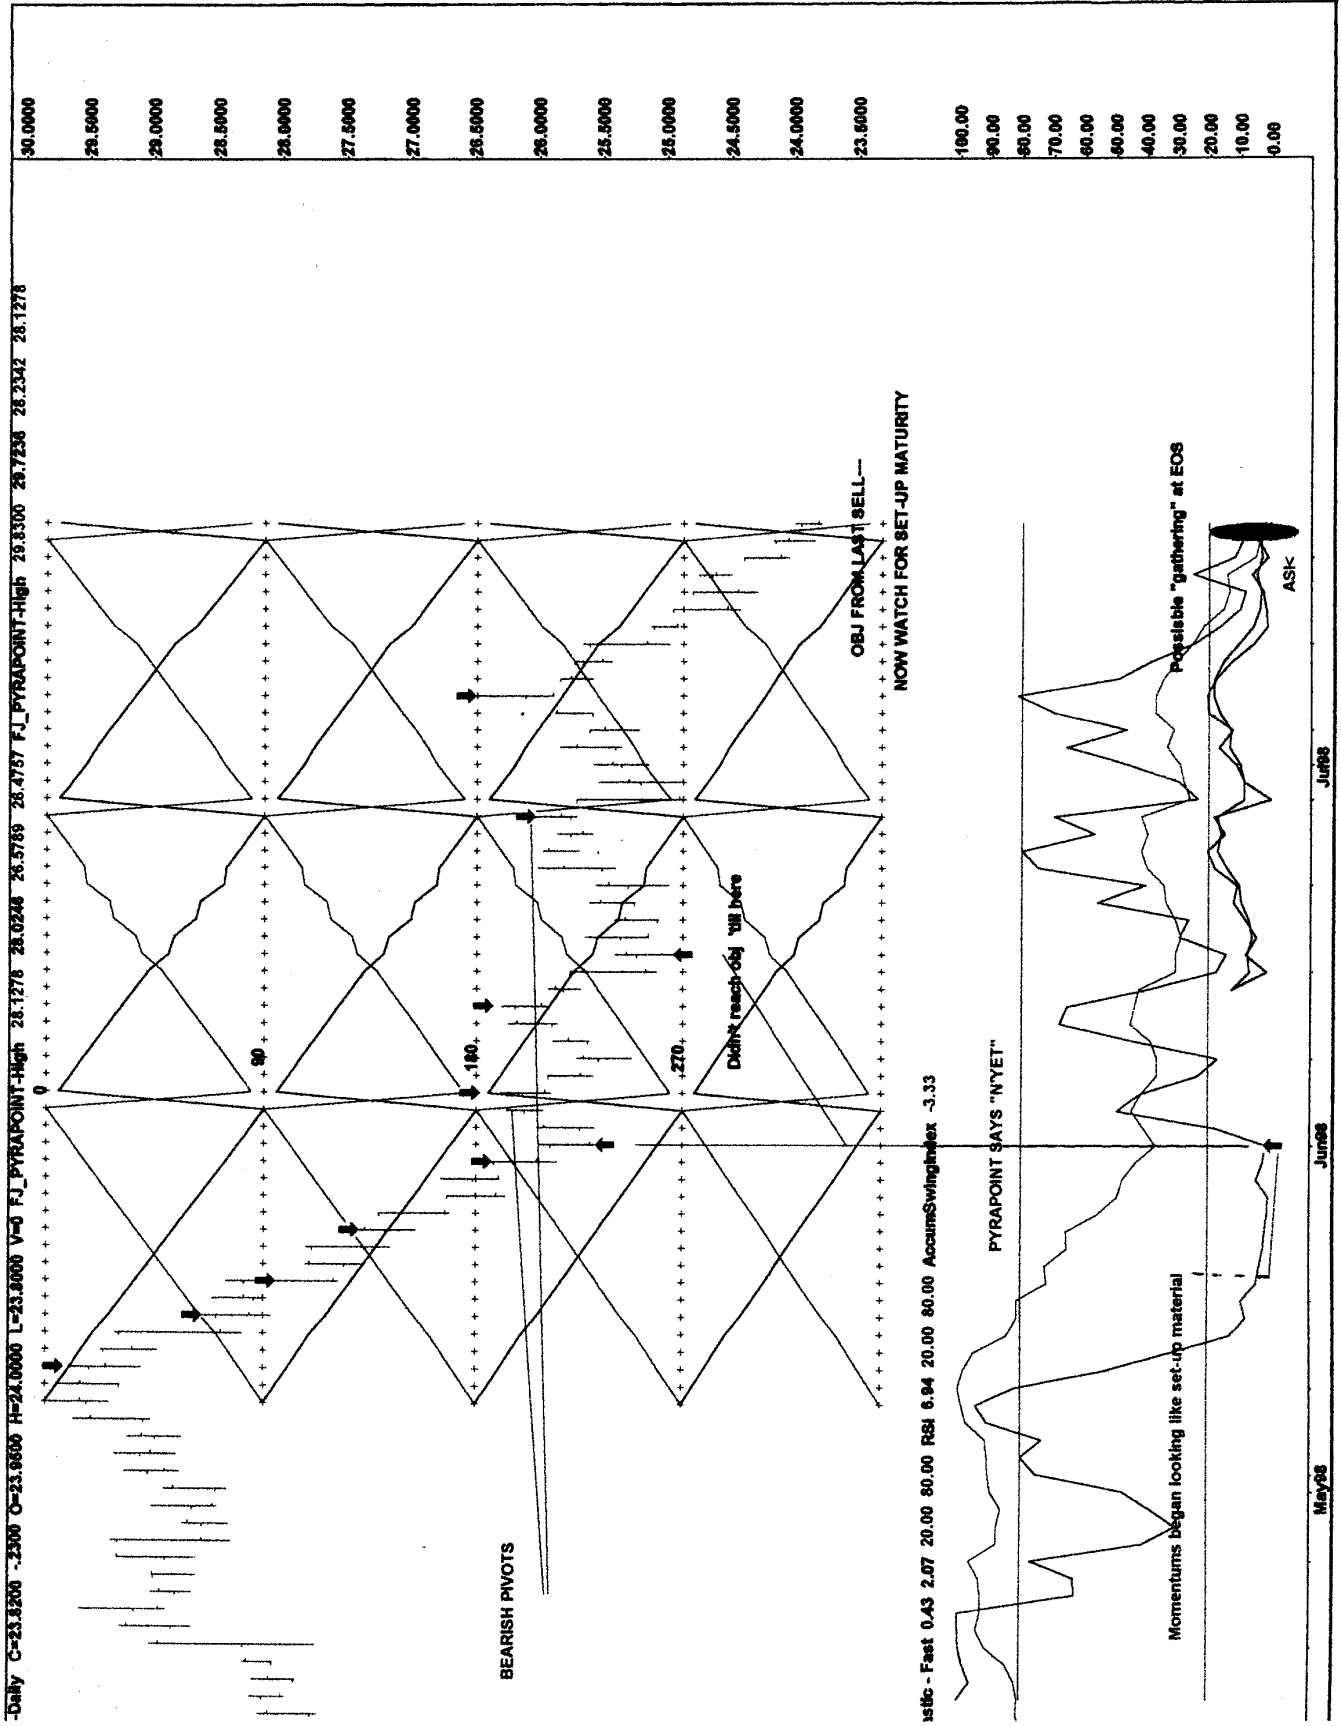 -Daily C=23.8200 -.2300 O=23.9600 H=24.0000 L=23.8000 V=0 FJ_PYRAPOINT-High 28.1278 28.0246 26.5789 26.4757 FJ_PYRAPOINT-High 29.8300 29.7236 28.2342 28.1278
-30.0000
-29.5000
-29.0000
-28.5000
-28.0000
-27.5000
-27.0000
-26.5000
-26.0000
-25.5000
-25.0000
-24.5000
-24.0000
-23.5000
0
90
180
270
BEARISH PIVOTS
Didn't reach obj 'till here
OBJ FROM LAST SELL---
NOW WATCH FOR SET-UP MATURITY
astic - Fast 0.43 2.07 20.00 80.00 RSI 6.94 20.00 80.00 AccumSwingIndex -3.33
-100.00
-90.00
-80.00
-70.00
-60.00
-50.00
-40.00
-30.00
-20.00
-10.00
-0.00
PYRAPOINT SAYS "N'YET"
Momentums began looking like set-up material
Possisble "gathering" at EOS
ASK
May98
Jun98
Jul98